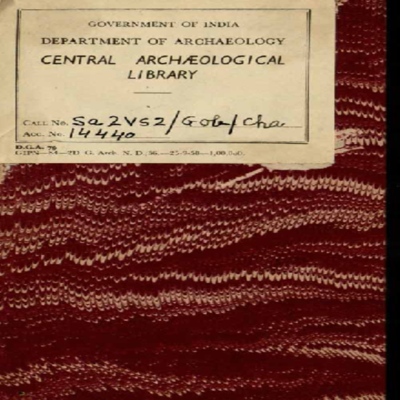 GOVERNMENT OF INDIA
DEPARTMENT OF ARCHAEOLOGY
CENTRAL ARCHÆOLOGICAL
LIBRARY
CALL No. Sa2VS2/Gob/Cha
Acc. No. 14440
D.G.A. 79